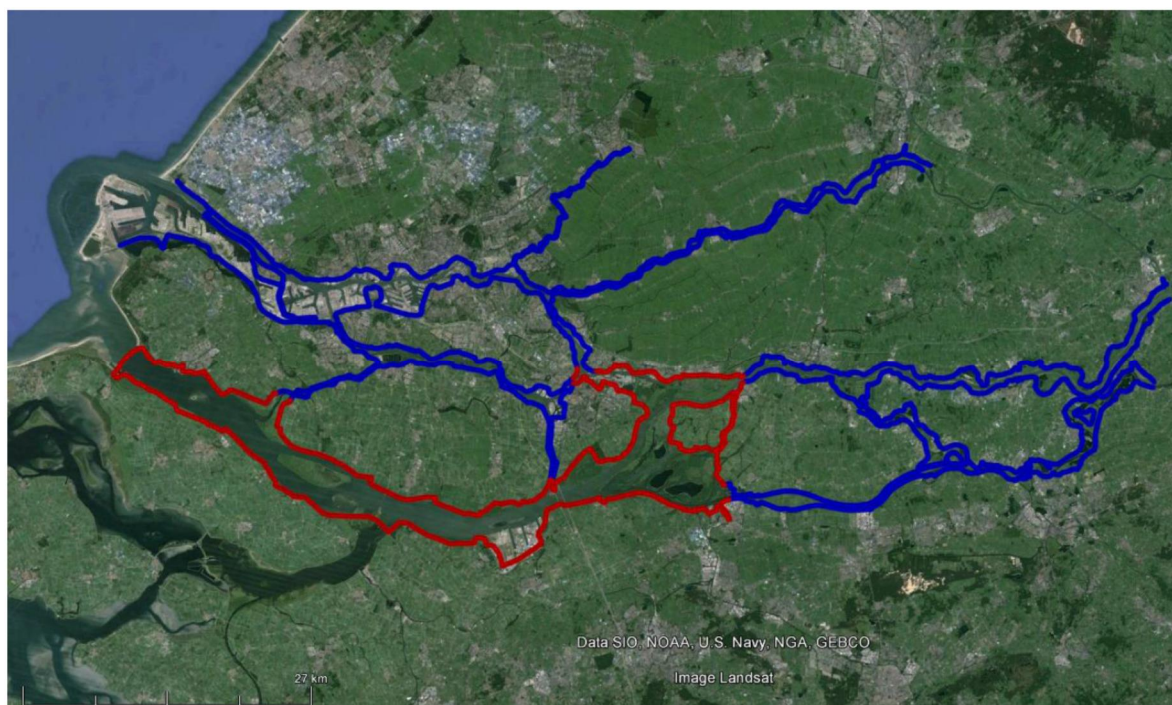 Data SIO, NOAA, U.S. Navy, NGA, GEBCO
27 km
Image Landsat